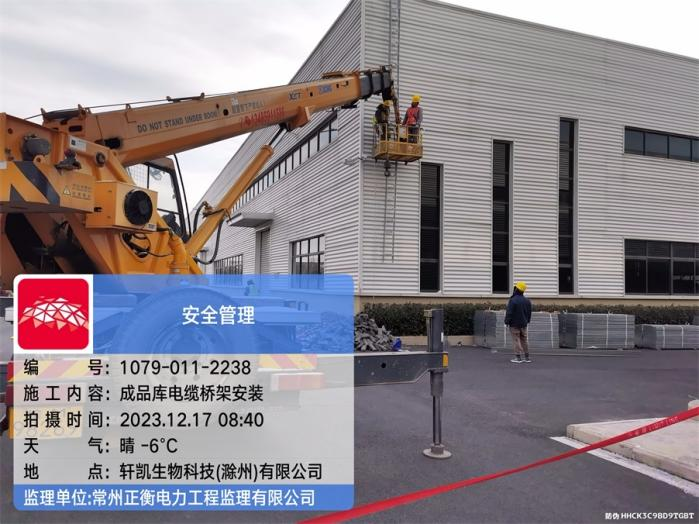 DO NOT STAND UNDER BOOM
XCT
安全管理
编 号：1079-011-2238
施工内容：成品库电缆桥架安装
拍摄时间：2023.12.17 08:40
天 气：晴 -6°C
地 点：轩凯生物科技(滁州)有限公司
监理单位:常州正衡电力工程监理有限公司
防伪 HHCK3C98D9TGBT